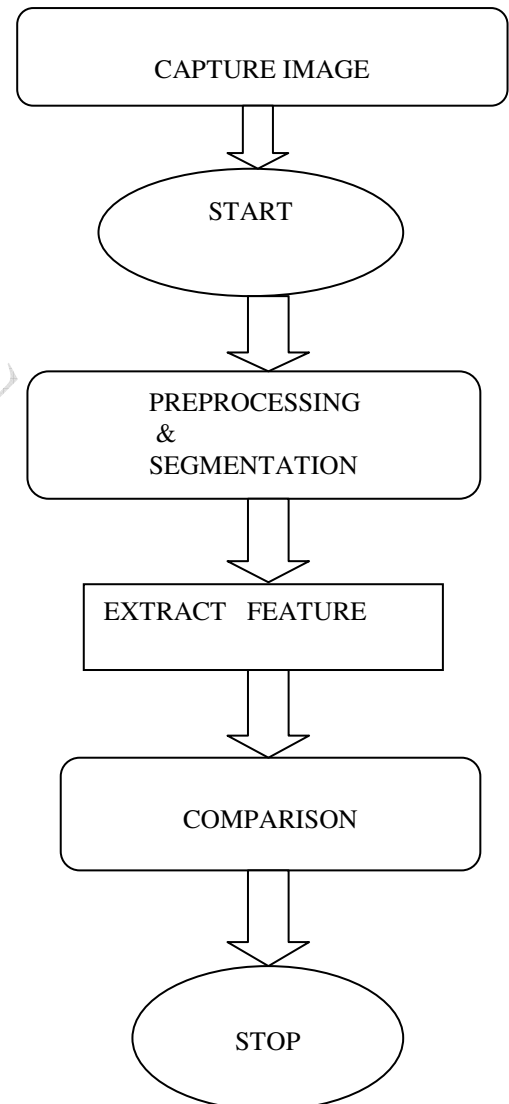 CAPTURE IMAGE
START
PREPROCESSING
&
SEGMENTATION
EXTRACT FEATURE
COMPARISON
STOP